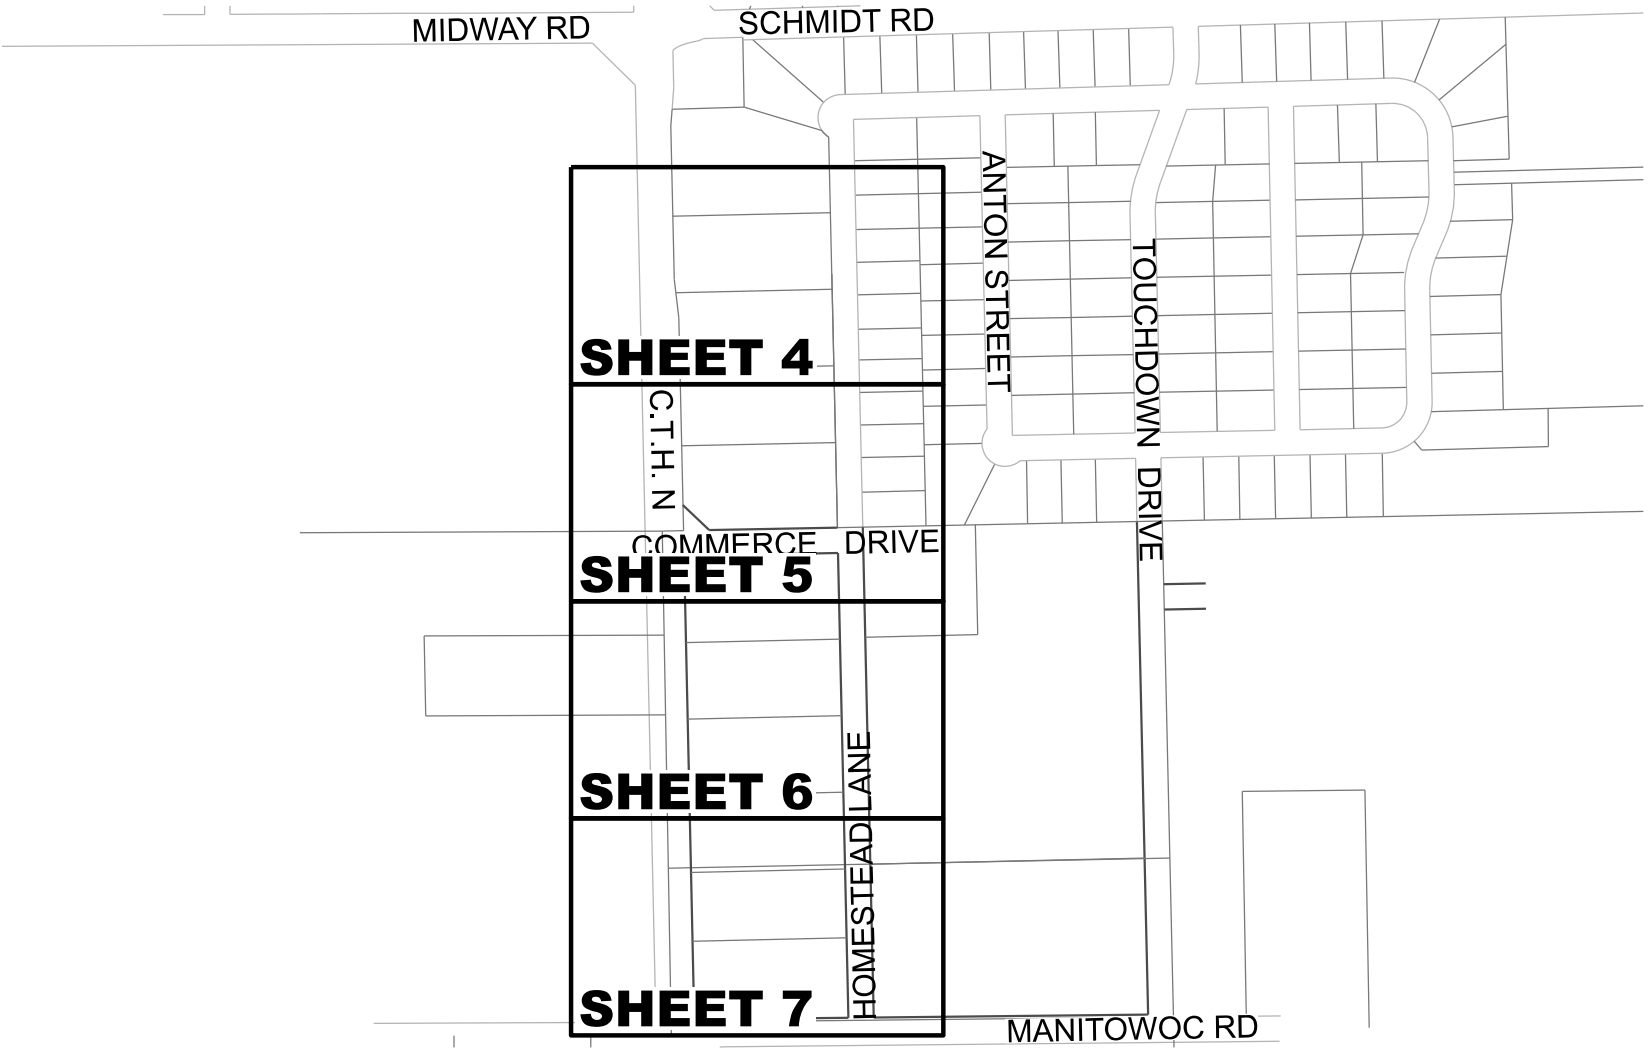 MIDWAY RD
SCHMIDT RD
ANTON STREET
TOUCHDOWN DRIVE
SHEET 4
C.T.H. N
COMMERCE DRIVE
SHEET 5
SHEET 6
HOMESTEAD LANE
SHEET 7
MANITOWOC RD